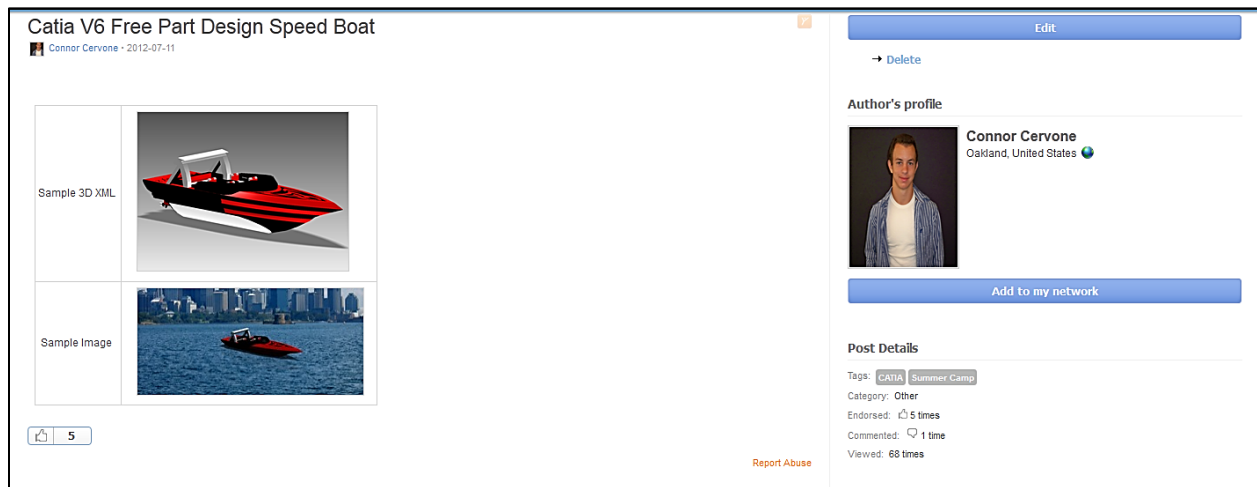 Catia V6 Free Part Design Speed Boat
Connor Cervone · 2012-07-11
Sample 3D XML
Sample Image
5
Report Abuse
Edit
→ Delete
Author's profile
Connor Cervone
Oakland, United States
Add to my network
Post Details
Tags: CATIA Summer Camp
Category: Other
Endorsed: 5 times
Commented: 1 time
Viewed: 68 times